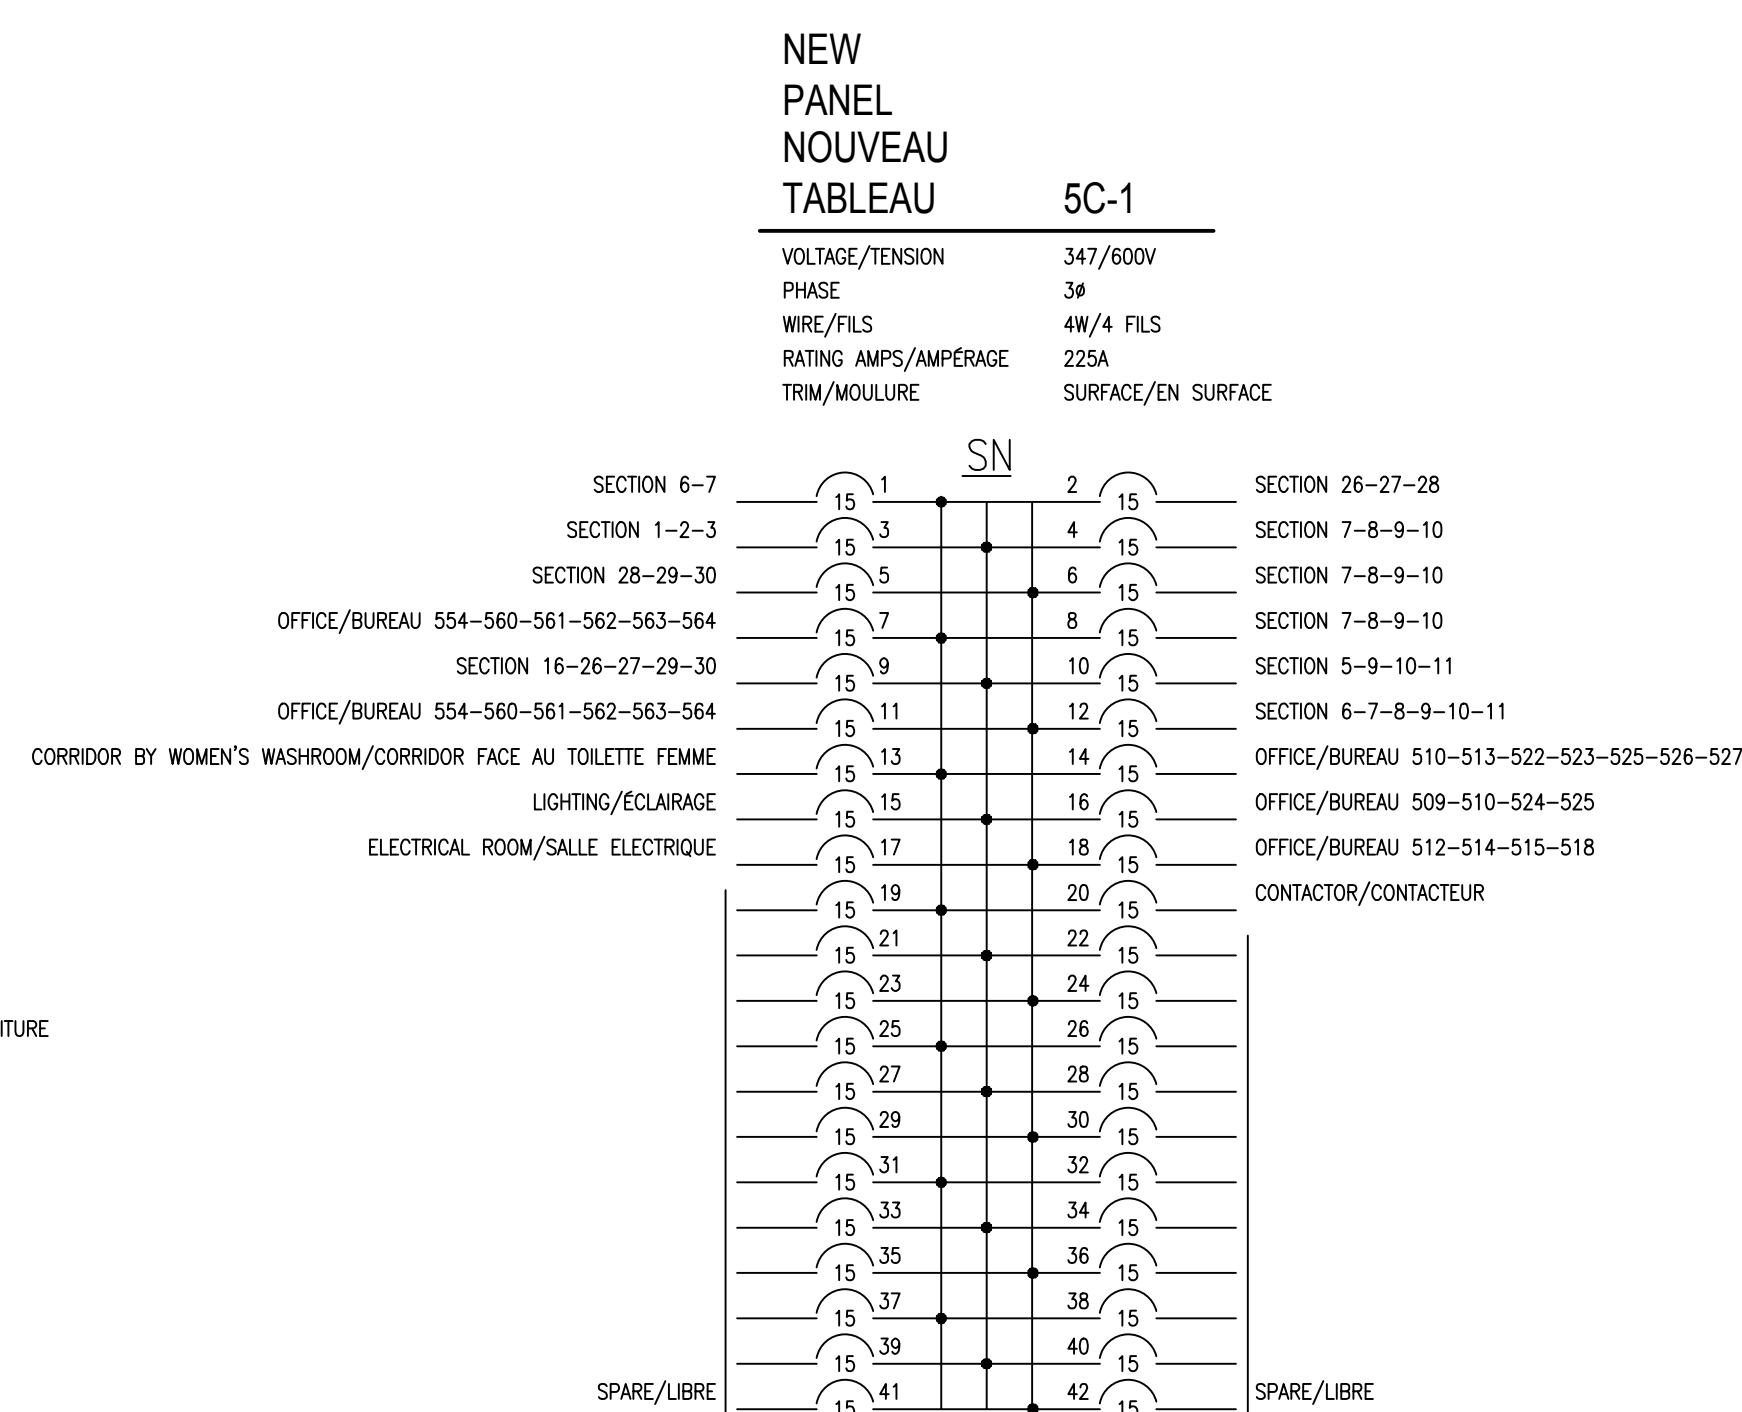 NEW
PANEL
NOUVEAU
TABLEAU 5C-1
VOLTAGE/TENSION 347/600V
PHASE 3ø
WIRE/FILS 4W/4 FILS
RATING AMPS/AMPÉRAGE 225A
TRIM/MOULURE SURFACE/EN SURFACE
SN
SECTION 6-7 15 1 2 15 SECTION 26-27-28
SECTION 1-2-3 15 3 4 15 SECTION 7-8-9-10
SECTION 28-29-30 15 5 6 15 SECTION 7-8-9-10
OFFICE/BUREAU 554-560-561-562-563-564 15 7 8 15 SECTION 7-8-9-10
SECTION 16-26-27-29-30 15 9 10 15 SECTION 5-9-10-11
OFFICE/BUREAU 554-560-561-562-563-564 15 11 12 15 SECTION 6-7-8-9-10-11
CORRIDOR BY WOMEN'S WASHROOM/CORRIDOR FACE AU TOILETTE FEMME 15 13 14 15 OFFICE/BUREAU 510-513-522-523-525-526-527
LIGHTING/ÉCLAIRAGE 15 15 16 15 OFFICE/BUREAU 509-510-524-525
ELECTRICAL ROOM/SALLE ELECTRIQUE 15 17 18 15 OFFICE/BUREAU 512-514-515-518
15 19 20 15 CONTACTOR/CONTACTEUR
15 21 22 15
15 23 24 15
ITURE 15 25 26 15
15 27 28 15
15 29 30 15
15 31 32 15
15 33 34 15
15 35 36 15
15 37 38 15
15 39 40 15
SPARE/LIBRE 15 41 42 15 SPARE/LIBRE